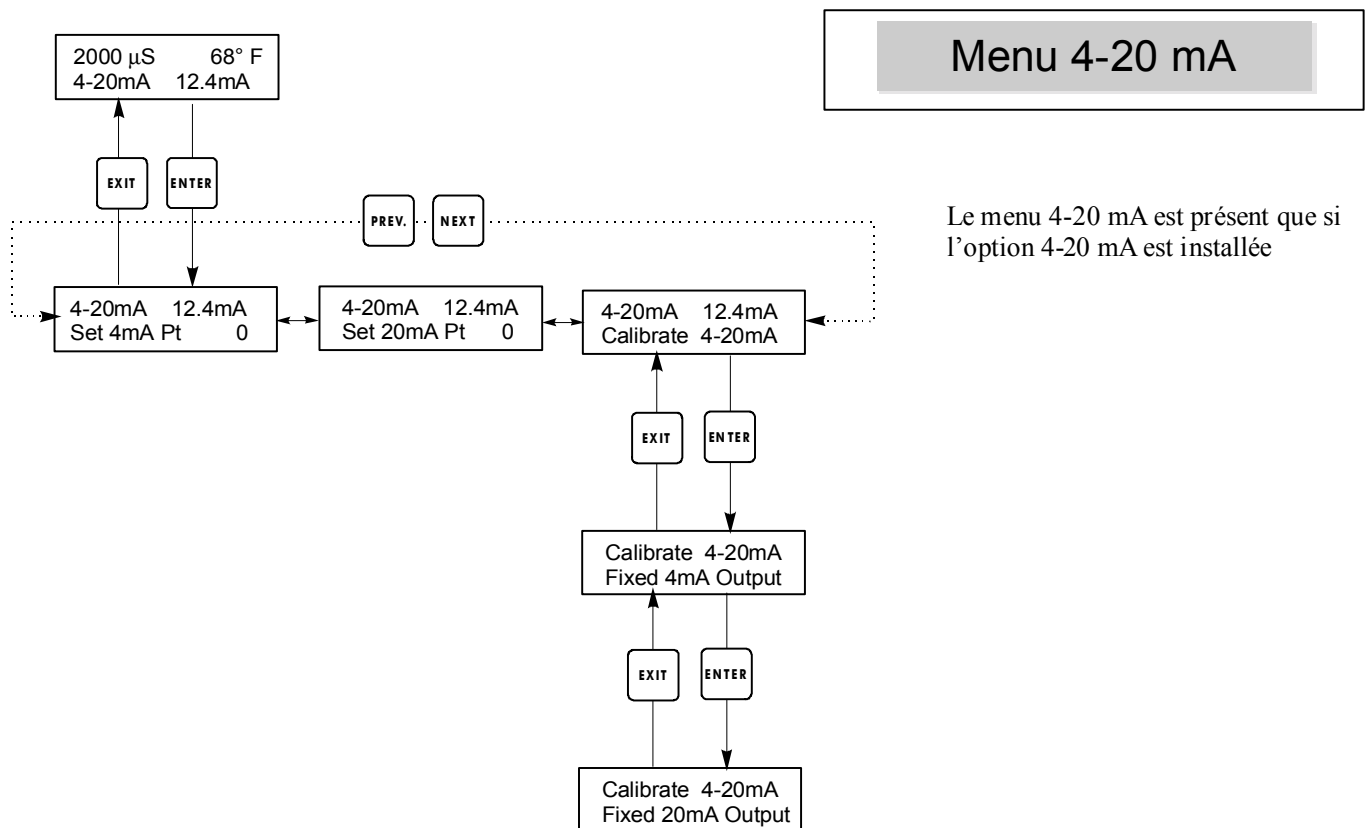 Menu 4-20 mA
2000 µS 68° F
4-20mA 12.4mA
EXIT ENTER
PREV. NEXT
Le menu 4-20 mA est présent que si
l’option 4-20 mA est installée
4-20mA 12.4mA
Set 4mA Pt 0
4-20mA 12.4mA
Set 20mA Pt 0
4-20mA 12.4mA
Calibrate 4-20mA
EXIT ENTER
Calibrate 4-20mA
Fixed 4mA Output
EXIT ENTER
Calibrate 4-20mA
Fixed 20mA Output